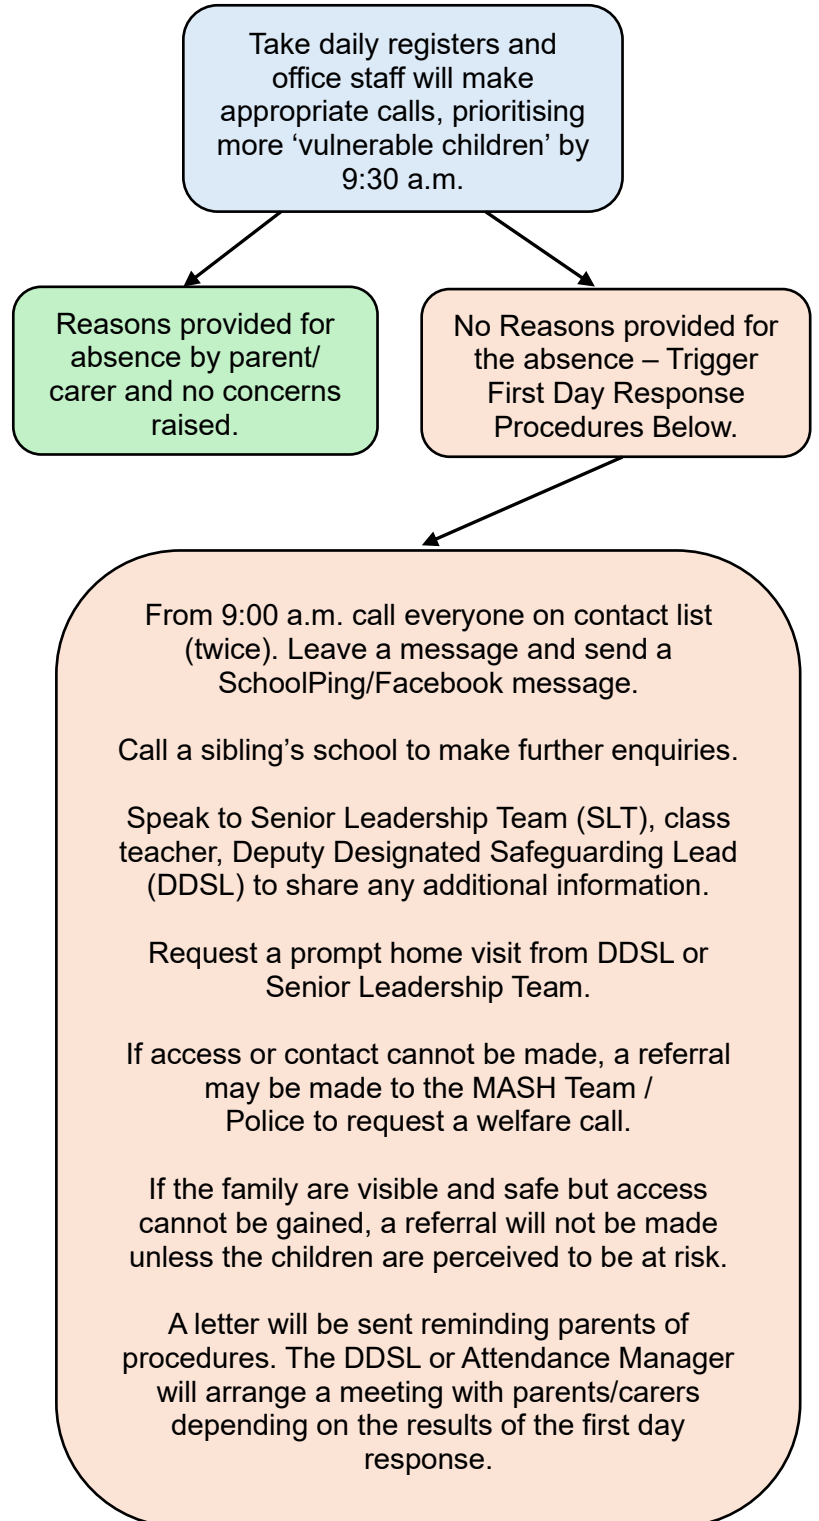 Take daily registers and
office staff will make
appropriate calls, prioritising
more ‘vulnerable children’ by
9:30 a.m.
Reasons provided for
absence by parent/
carer and no concerns
raised.
No Reasons provided for
the absence – Trigger
First Day Response
Procedures Below.
From 9:00 a.m. call everyone on contact list
(twice). Leave a message and send a
SchoolPing/Facebook message.
Call a sibling’s school to make further enquiries.
Speak to Senior Leadership Team (SLT), class
teacher, Deputy Designated Safeguarding Lead
(DDSL) to share any additional information.
Request a prompt home visit from DDSL or
Senior Leadership Team.
If access or contact cannot be made, a referral
may be made to the MASH Team /
Police to request a welfare call.
If the family are visible and safe but access
cannot be gained, a referral will not be made
unless the children are perceived to be at risk.
A letter will be sent reminding parents of
procedures. The DDSL or Attendance Manager
will arrange a meeting with parents/carers
depending on the results of the first day
response.